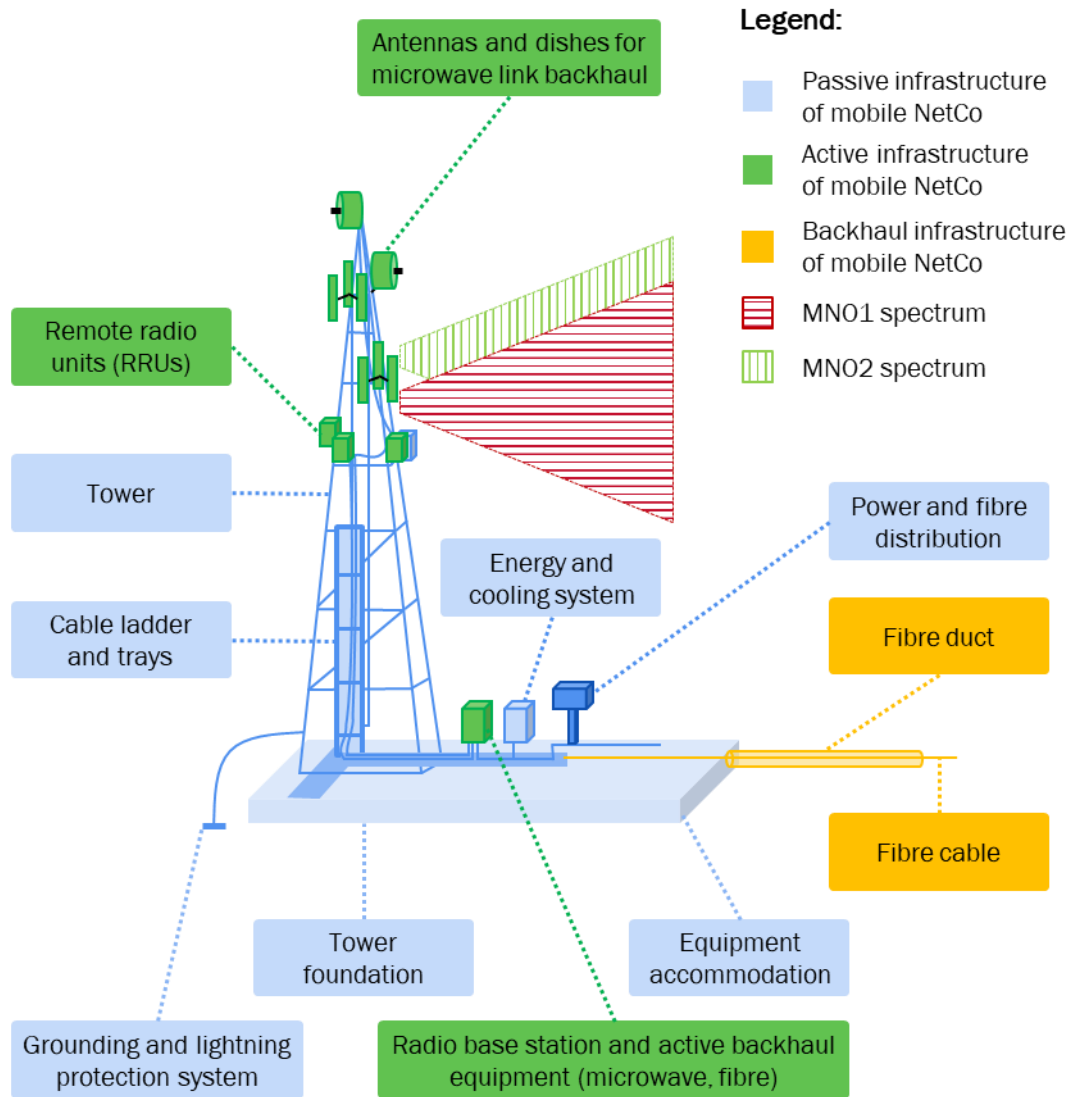 Legend:
Antennas and dishes for
microwave link backhaul
Passive infrastructure
of mobile NetCo
Active infrastructure
of mobile NetCo
Backhaul infrastructure
of mobile NetCo
MNO1 spectrum
MNO2 spectrum
Remote radio
units (RRUs)
Tower
Power and fibre
distribution
Energy and
cooling system
Cable ladder
and trays
Fibre duct
Fibre cable
Tower
foundation
Equipment
accommodation
Grounding and lightning
protection system
Radio base station and active backhaul
equipment (microwave, fibre)